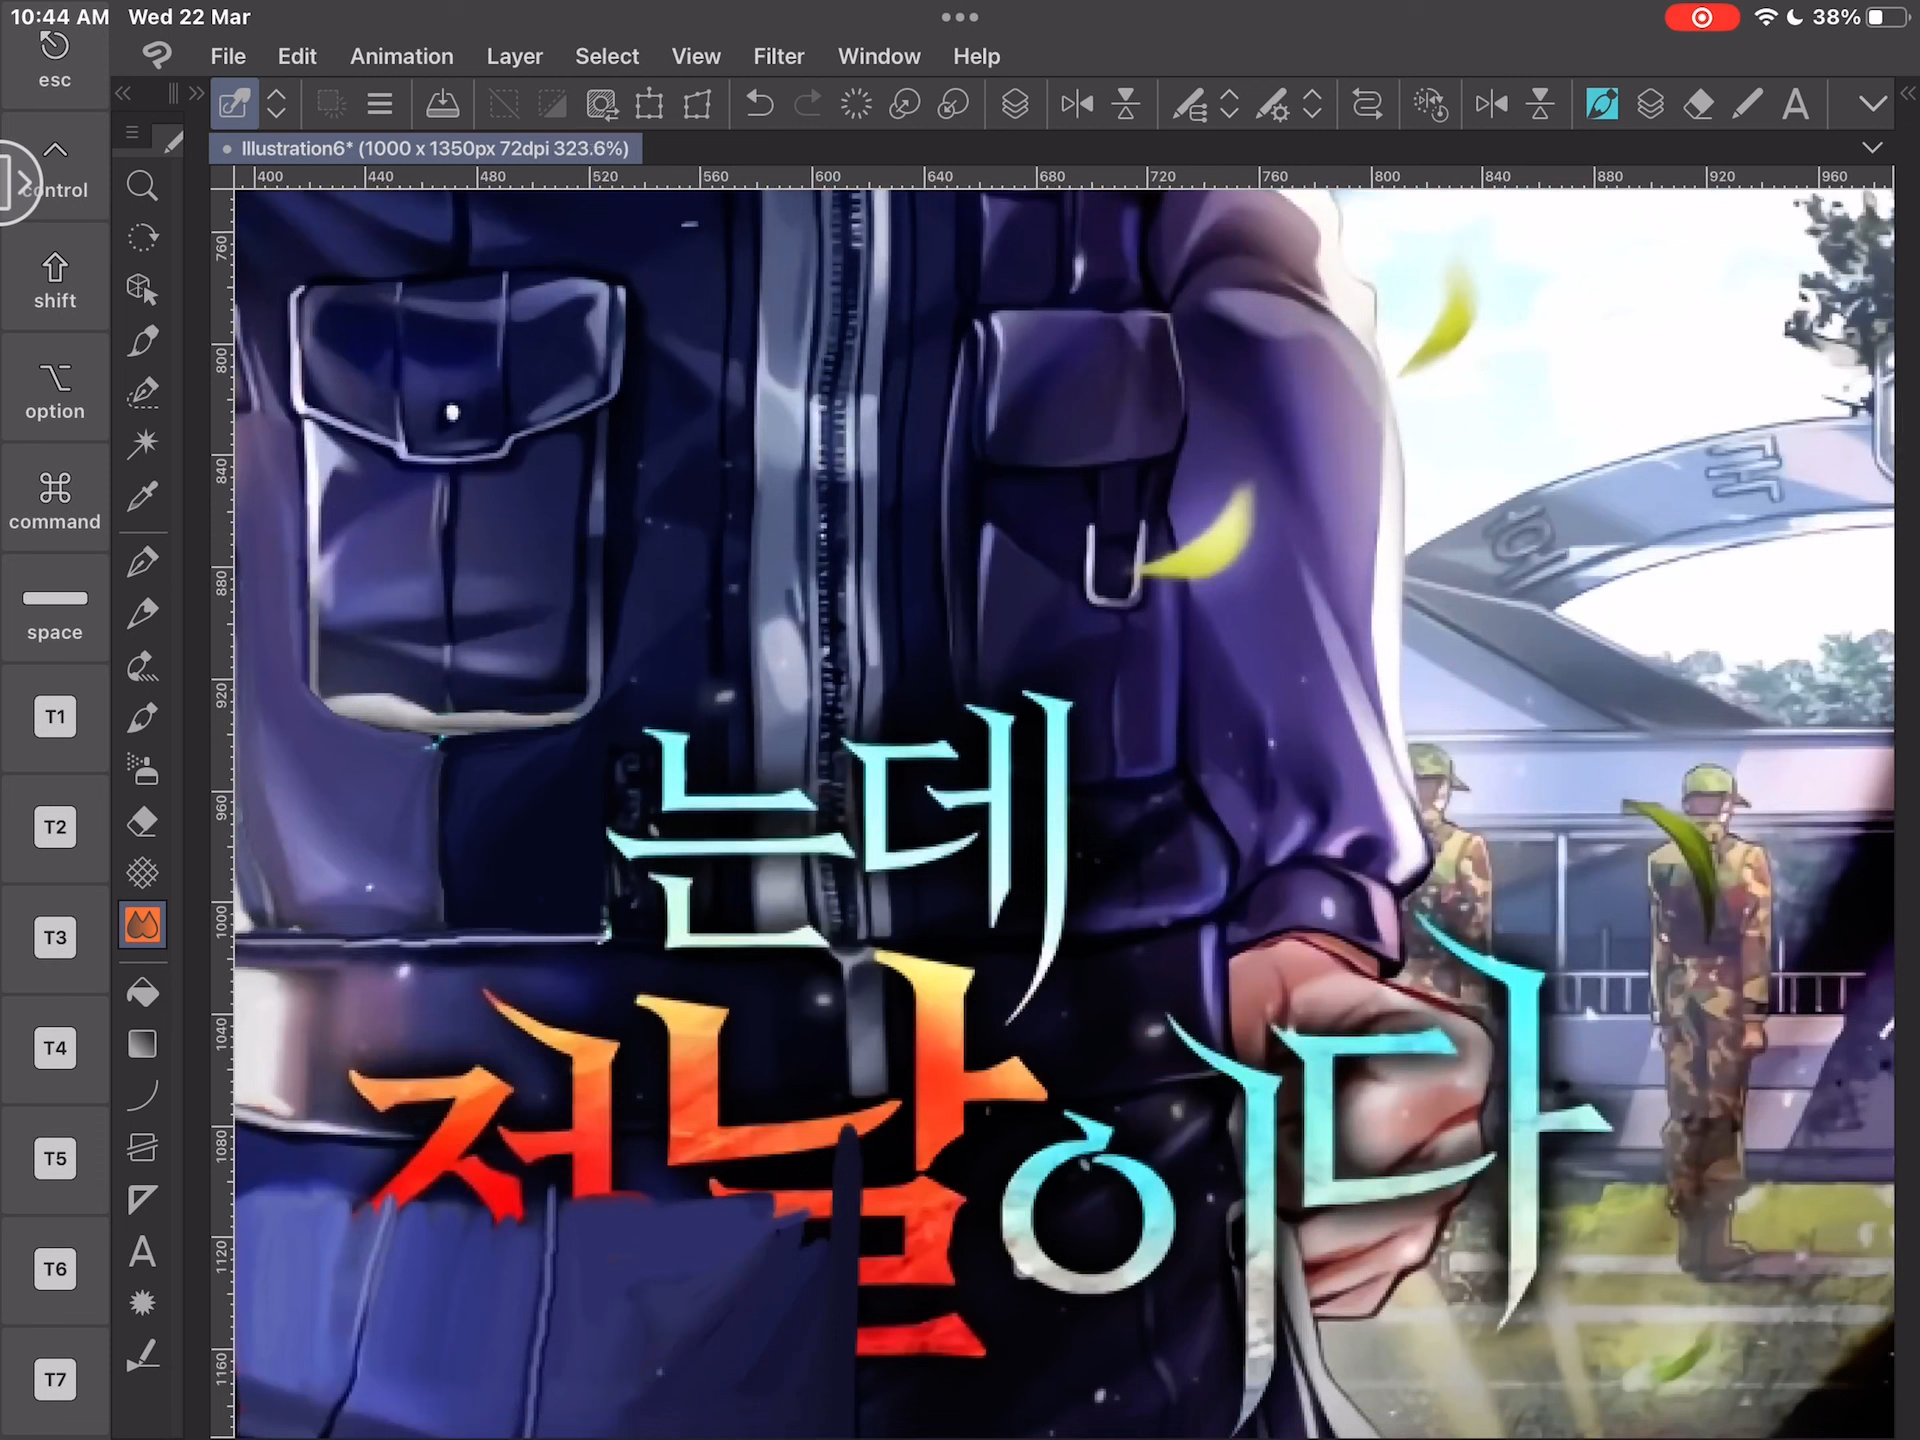 10:44 AM Wed 22 Mar 38%
File Edit Animation Layer Select View Filter Window Help
Illustration6* (1000 x 1350px 72dpi 323.6%)
400 440 480 520 560 600 640 680 720 760 800 840 880 920 960
esc
control
shift
option
command
space
T1
T2
T3
T4
T5
T6
T7
760
800
840
880
920
960
1000
1040
1080
1120
1160
는데
전날이다